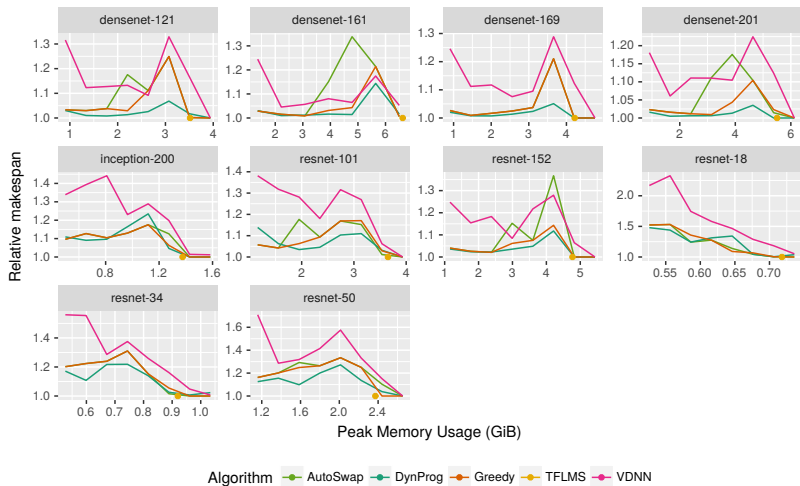 densenet-121 densenet-161 densenet-169 densenet-201
1.3 1.2 1.1 1.0
1 2 3 4
1.3 1.2 1.1 1.0
1 2 3 4 5 6
1.3 1.2 1.1 1.0
1 2 3 4
1.20 1.15 1.10 1.05 1.00
2 4 6
inception-200 resnet-101 resnet-152 resnet-18
1.4 1.3 1.2 1.1 1.0
0.8 1.2 1.6
1.4 1.3 1.2 1.1 1.0
2 3 4
1.3 1.2 1.1 1.0
1 2 3 4 5
2.0 1.5 1.0
0.55 0.60 0.65 0.70
resnet-34 resnet-50
1.4 1.2 1.0
0.6 0.7 0.8 0.9 1.0
1.6 1.4 1.2 1.0
1.2 1.6 2.0 2.4
Relative makespan
Peak Memory Usage (GiB)
Algorithm AutoSwap DynProg Greedy TFLMS VDNN